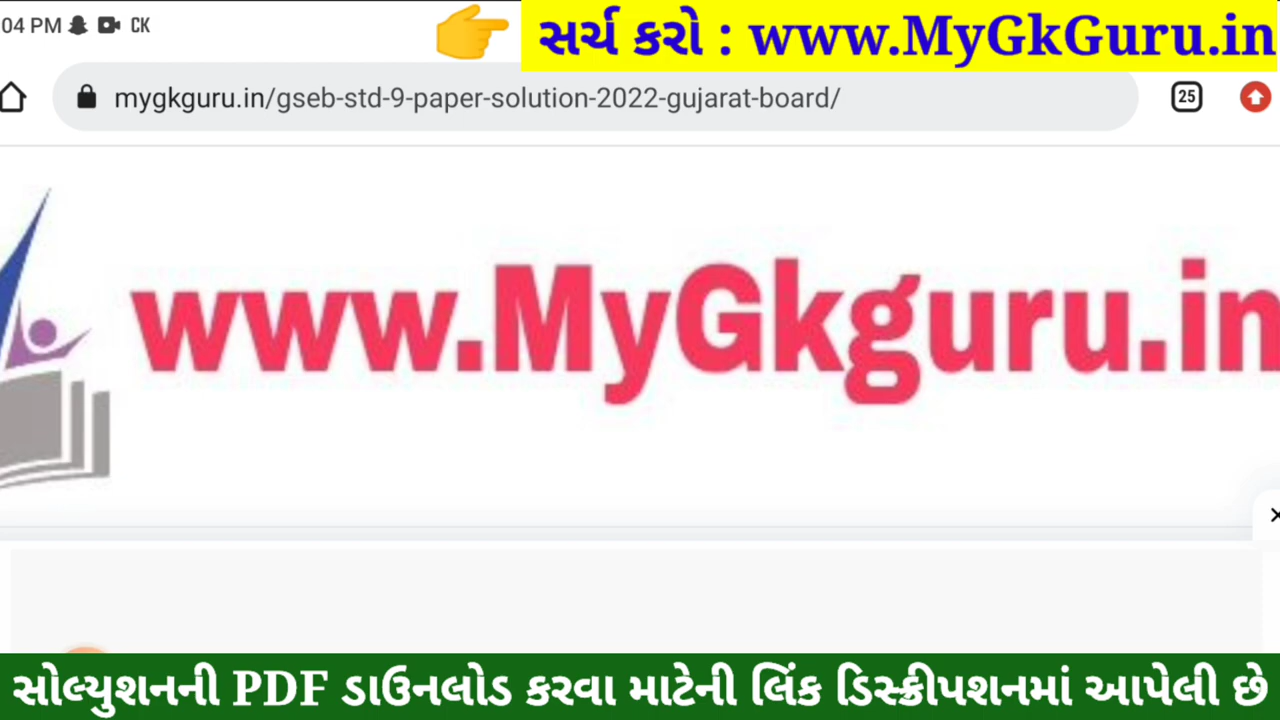 04 PM CK
સર્ચ કરો : www.MyGkGuru.in
mygkguru.in/gseb-std-9-paper-solution-2022-gujarat-board/
25
www.MyGkguru.in
સોલ્યુશનની PDF ડાઉનલોડ કરવા માટેની લિંક ડિસ્ક્રીપશનમાં આપેલી છે